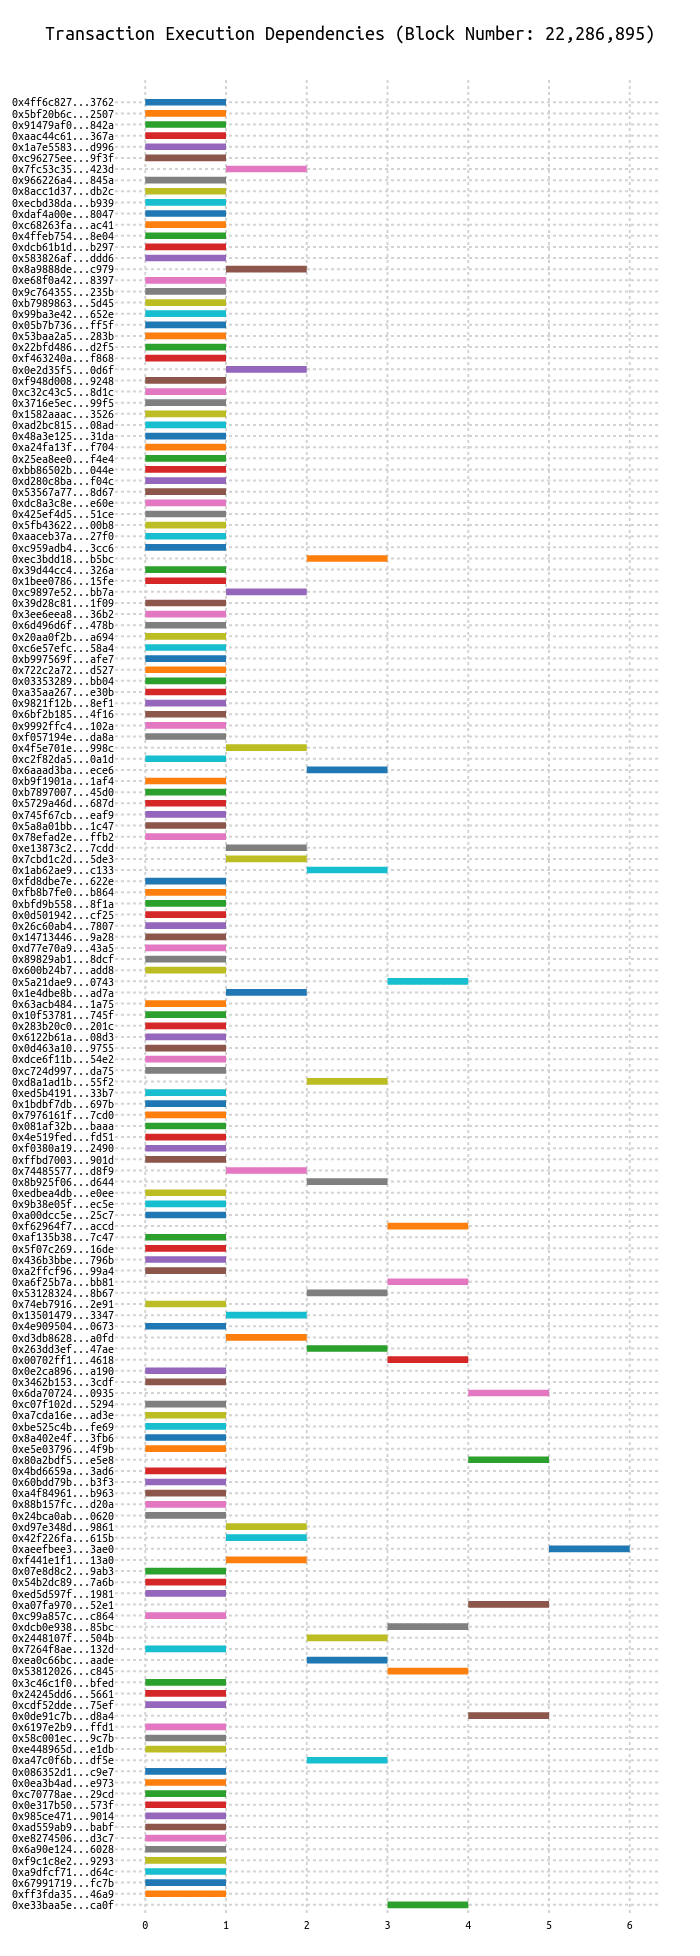 Transaction Execution Dependencies (Block Number: 22,286,895)
0x4ff6c827...3762
0x5bf20b6c...2507
0x91479af0...842a
0xaac44c61...367a
0x1a7e5583...d996
0xc96275ee...9f3f
0x7fc53c35...423d
0x966226a4...845a
0x8acc1d37...db2c
0xecbd38da...b939
0xdaf4a00e...8047
0xc68263fa...ac41
0x4ffeb754...8e04
0xdcb61b1d...b297
0x583826af...ddd6
0x8a9888de...c979
0xe68f0a42...8397
0x9c764355...235b
0xb7989863...5d45
0x99ba3e42...652e
0x05b7b736...ff5f
0x53baa2a5...283b
0x22bfd486...d2f5
0xf463240a...f868
0x0e2d35f5...0d6f
0xf948d008...9248
0xc32c43c5...8d1c
0x3716e5ec...99f5
0x1582aaac...3526
0xad2bc815...08ad
0x48a3e125...31da
0xa24fa13f...f704
0x25ea8ee0...f4e4
0xbb86502b...044e
0xd280c8ba...f04c
0x53567a77...8d67
0xdc8a3c8e...e60e
0x425ef4d5...51ce
0x5fb43622...00b8
0xaaceb37a...27f0
0xc959adb4...3cc6
0xec3bdd18...b5bc
0x39d44cc4...326a
0x1bee0786...15fe
0xc9897e52...bb7a
0x39d28c81...1f09
0x3ee6eea8...36b2
0x6d496d6f...478b
0x20aa0f2b...a694
0xc6e57efc...58a4
0xb997569f...afe7
0x722c2a72...d527
0x03353289...bb04
0xa35aa267...e30b
0x9821f12b...8ef1
0x6bf2b185...4f16
0x9992ffc4...102a
0xf057194e...da8a
0x4f5e701e...998c
0xc2f82da5...0a1d
0x6aaad3ba...ece6
0xb9f1901a...1af4
0xb7897007...45d0
0x5729a46d...687d
0x745f67cb...eaf9
0x5a8a01bb...1c47
0x78efad2e...ffb2
0xe13873c2...7cdd
0x7cbd1c2d...5de3
0x1ab62ae9...c133
0xfd8dbe7e...622e
0xfb8b7fe0...b864
0xbfd9b558...8f1a
0x0d501942...cf25
0x26c60ab4...7807
0x14713446...9a28
0xd77e70a9...43a5
0x89829ab1...8dcf
0x600b24b7...add8
0x5a21dae9...0743
0x1e4dbe8b...ad7a
0x63acb484...1a75
0x10f53781...745f
0x283b20c0...201c
0x6122b61a...08d3
0x0d463a10...9755
0xdce6f11b...54e2
0xc724d997...da75
0xd8a1ad1b...55f2
0xed5b4191...33b7
0x1bdbf7db...697b
0x7976161f...7cd0
0x081af32b...baaa
0x4e519fed...fd51
0xf0380a19...2490
0xffbd7003...901d
0x74485577...d8f9
0x8b925f06...d644
0xedbea4db...e0ee
0x9b38e05f...ec5e
0xa00dcc5e...25c7
0xf62964f7...accd
0xaf135b38...7c47
0x5f07c269...16de
0x436b3bbe...796b
0xa2ffcf96...99a4
0xa6f25b7a...bb81
0x53128324...8b67
0x74eb7916...2e91
0x13501479...3347
0x4e909504...0673
0xd3db8628...a0fd
0x263dd3ef...47ae
0x00702ff1...4618
0x0e2ca896...a190
0x3462b153...3cdf
0x6da70724...0935
0xc07f102d...5294
0xa7cda16e...ad3e
0xbe525c4b...fe69
0x8a402e4f...3fb6
0xe5e03796...4f9b
0x80a2bdf5...e5e8
0x4bd6659a...3ad6
0x60bdd79b...b3f3
0xa4f84961...b963
0x88b157fc...d20a
0x24bca0ab...0620
0xd97e348d...9861
0x42f226fa...615b
0xaeefbee3...3ae0
0xf441e1f1...13a0
0x07e8d8c2...9ab3
0x54b2dc89...7a6b
0xed5d597f...1981
0xa07fa970...52e1
0xc99a857c...c864
0xdcb0e938...85bc
0x2448107f...504b
0x7264f8ae...132d
0xea0c66bc...aade
0x53812026...c845
0x3c46c1f0...bfed
0x24245dd6...5661
0xcdf52dde...75ef
0x0de91c7b...d8a4
0x6197e2b9...ffd1
0x58c001ec...9c7b
0xe448965d...e1db
0xa47c0f6b...df5e
0x086352d1...c9e7
0x0ea3b4ad...e973
0xc70778ae...29cd
0x0e317b50...573f
0x985ce471...9014
0xad559ab9...babf
0xe8274506...d3c7
0x6a90e124...6028
0xf9c1c8e2...9293
0xa9dfcf71...d64c
0x67991719...fc7b
0xff3fda35...46a9
0xe33baa5e...ca0f
0 1 2 3 4 5 6